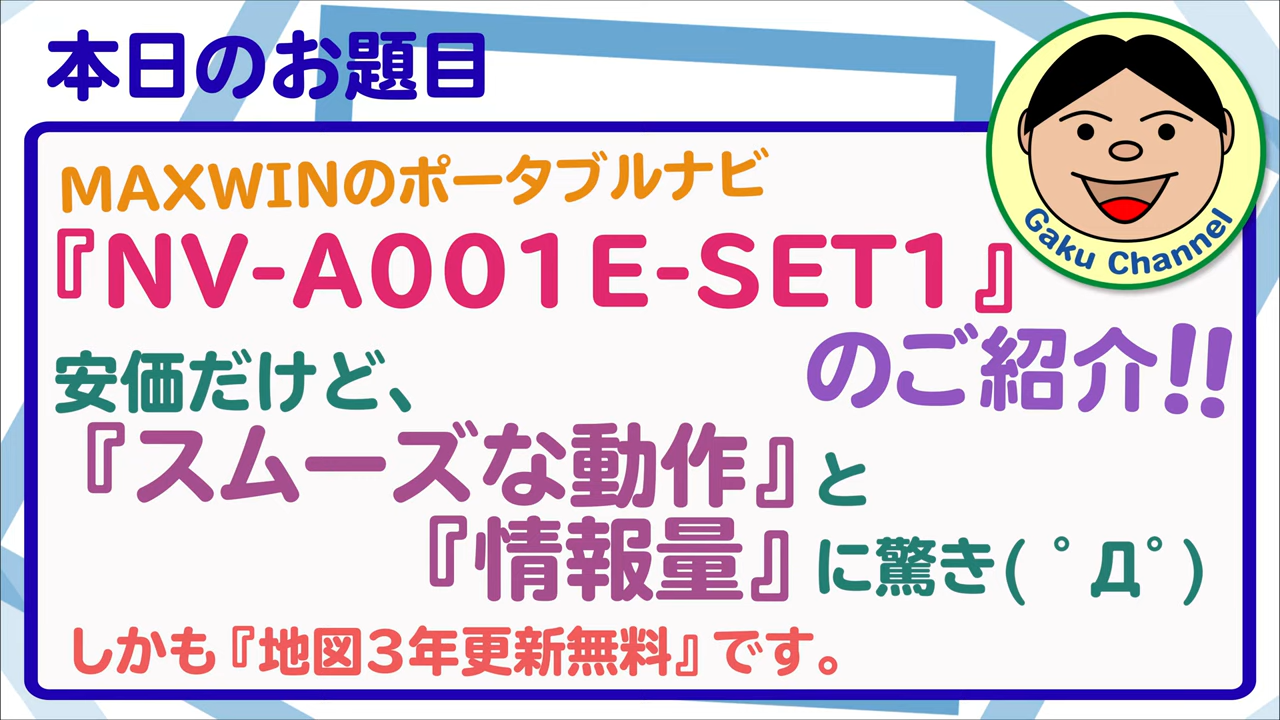 本日のお題目
MAXWINのポータブルナビ
『NV-A001E-SET1』
のご紹介!!
安価だけど、
『スムーズな動作』と
『情報量』に驚き( ﾟДﾟ)
しかも『地図3年更新無料』です。
Gaku Channel